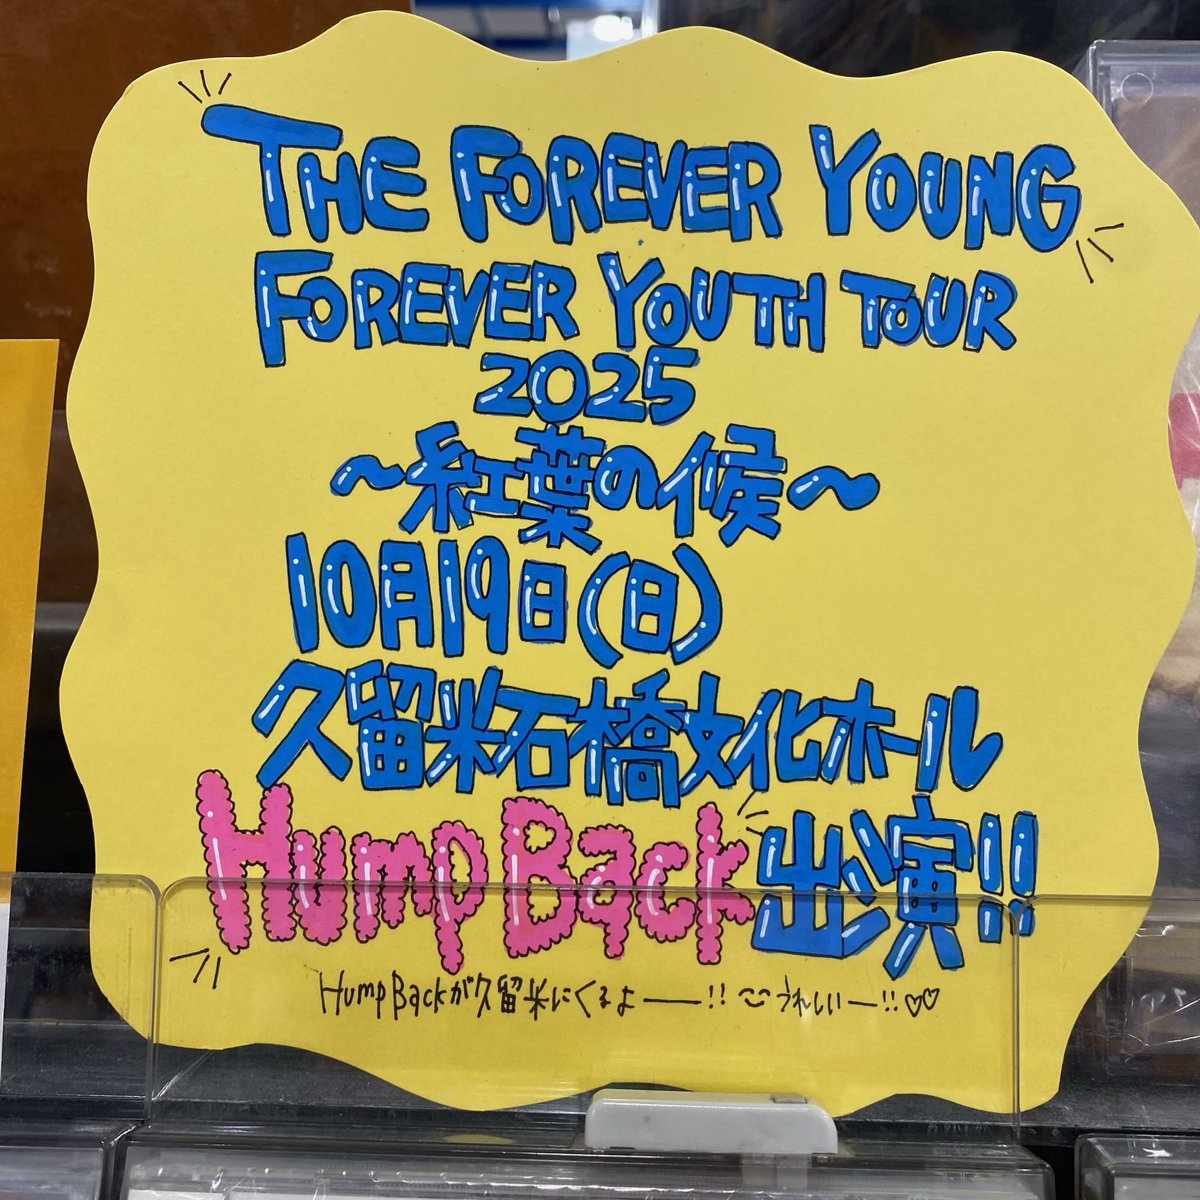 THE FOREVER YOUNG
FOREVER YOUTH TOUR
2025
～紅葉の候～
10月19日(日)
久留米石橋文化ホール
Hump Back出演!!
Hump Backが久留米にくるよ――!! うれしいー!!♡♡